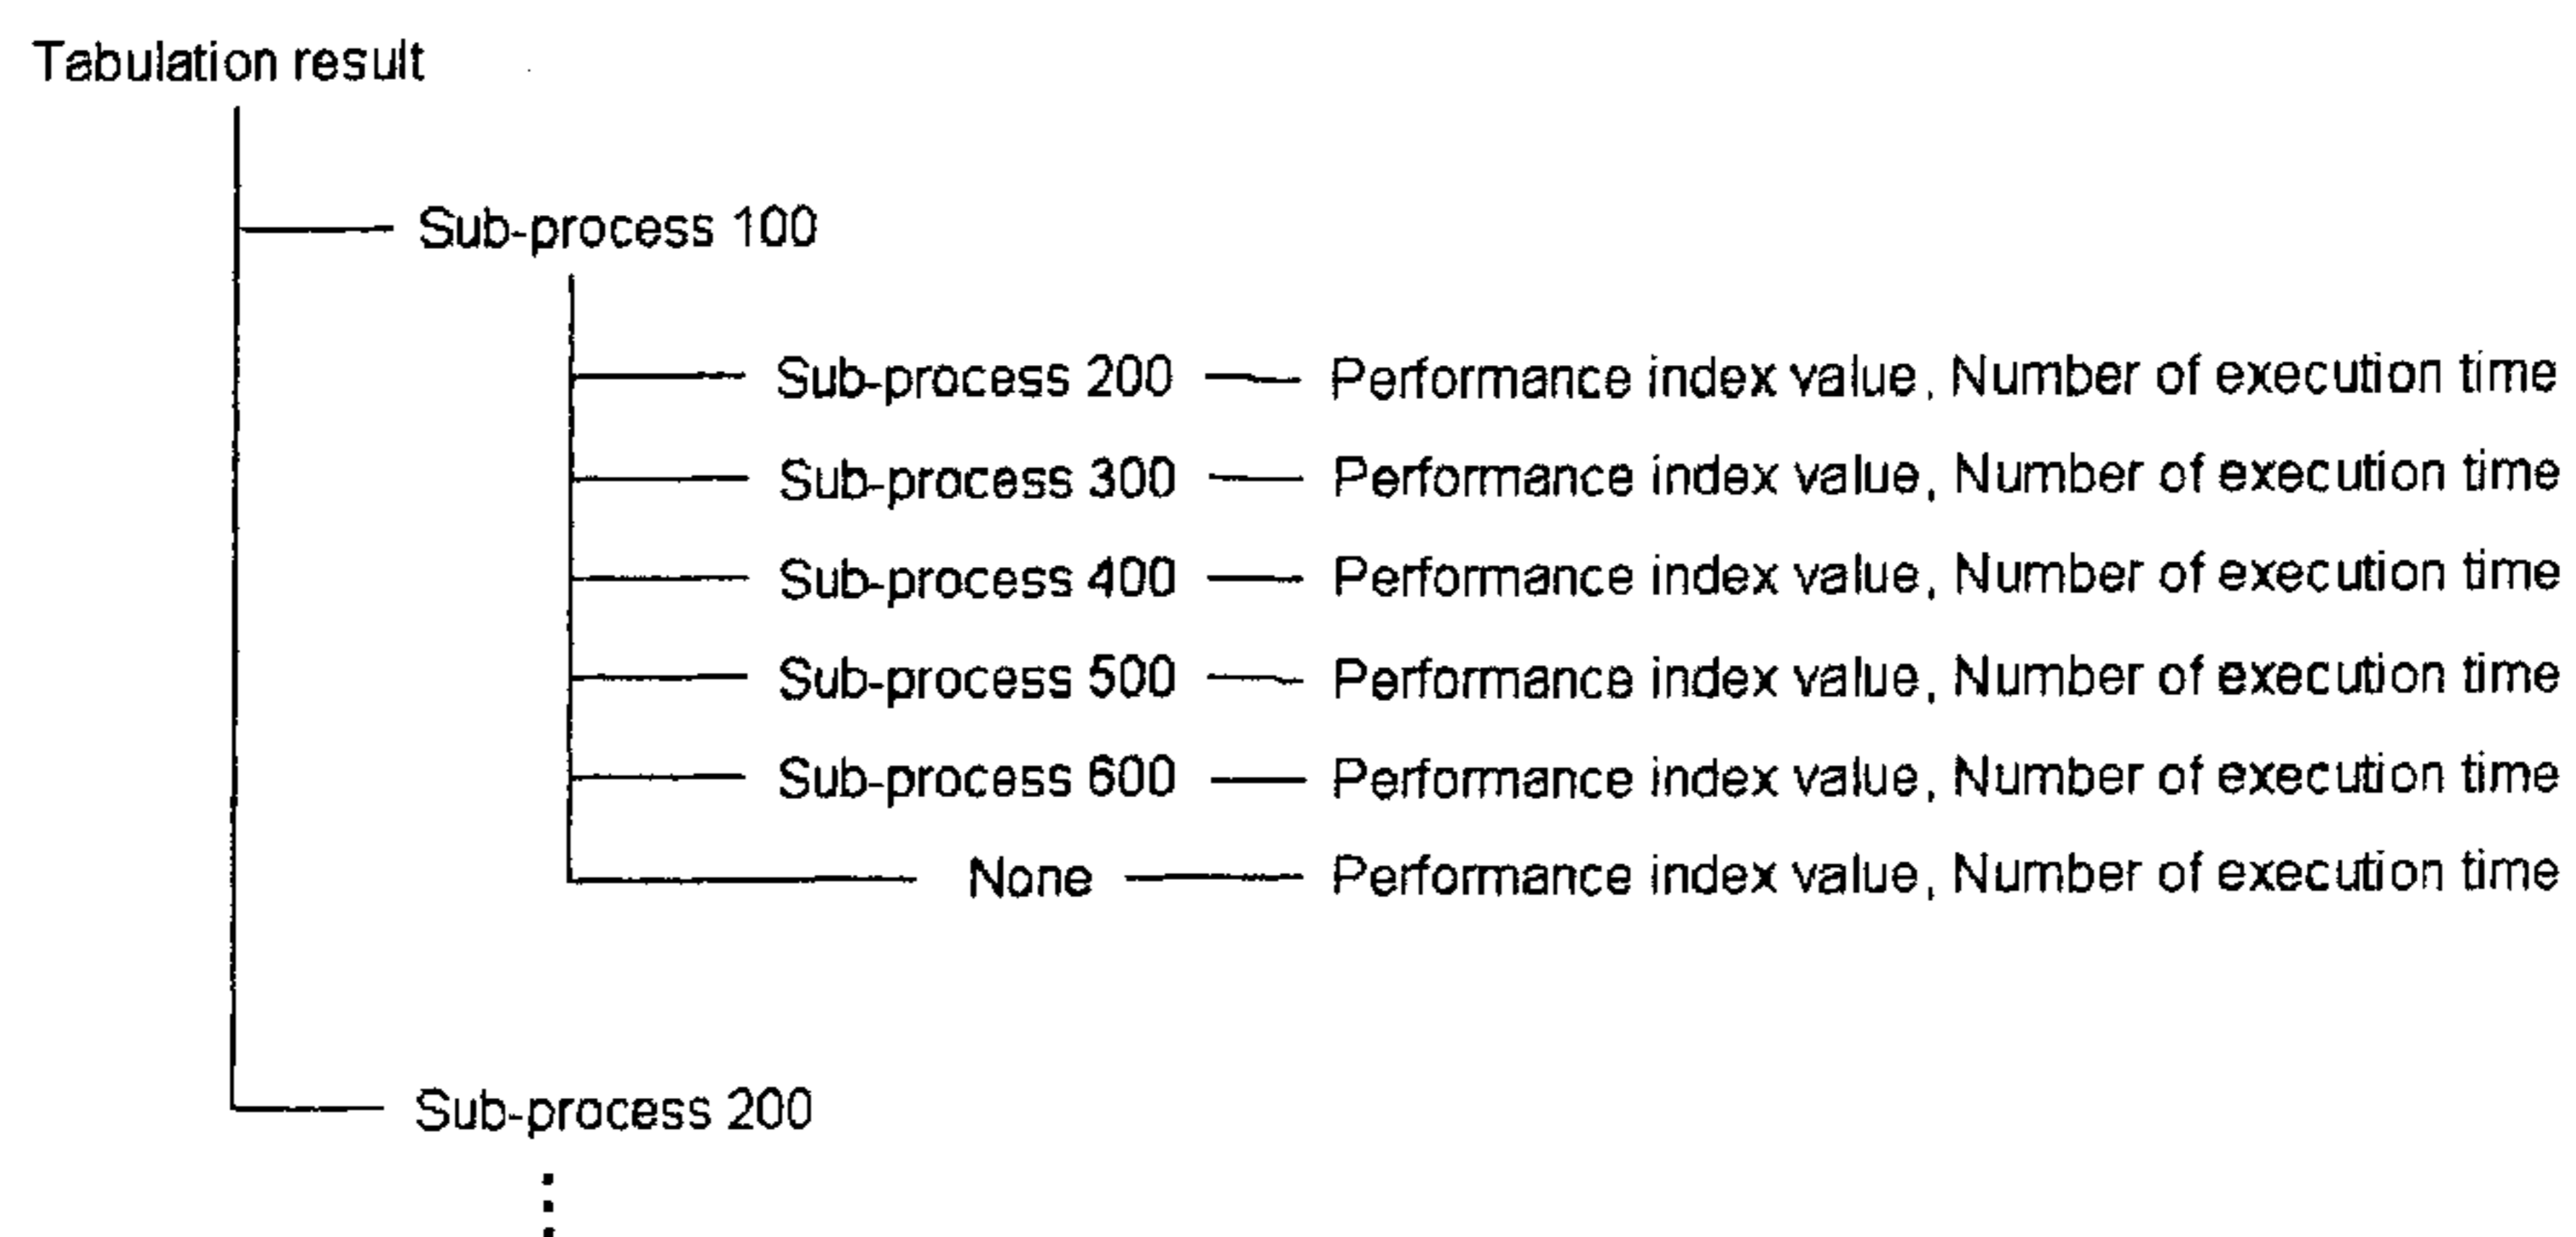 Tabulation result
Sub-process 100
Sub-process 200 Performance index value, Number of execution time
Sub-process 300 Performance index value, Number of execution time
Sub-process 400 Performance index value, Number of execution time
Sub-process 500 Performance index value, Number of execution time
Sub-process 600 Performance index value, Number of execution time
None Performance index value, Number of execution time
Sub-process 200